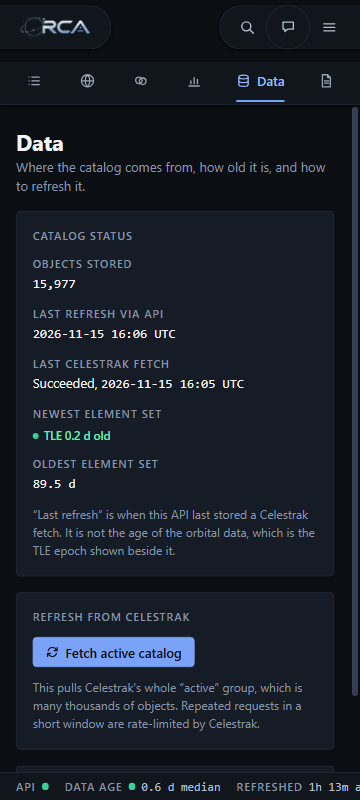 ORCA
Data
Data
Where the catalog comes from, how old it is, and how
to refresh it.
CATALOG STATUS
OBJECTS STORED
15,977
LAST REFRESH VIA API
2026-11-15 16:06 UTC
LAST CELESTRAK FETCH
Succeeded, 2026-11-15 16:05 UTC
NEWEST ELEMENT SET
TLE 0.2 d old
OLDEST ELEMENT SET
89.5 d
“Last refresh” is when this API last stored a Celestrak
fetch. It is not the age of the orbital data, which is the
TLE epoch shown beside it.
REFRESH FROM CELESTRAK
Fetch active catalog
This pulls Celestrak's whole “active” group, which is
many thousands of objects. Repeated requests in a
short window are rate-limited by Celestrak.
API DATA AGE 0.6 d median REFRESHED 1h 13m